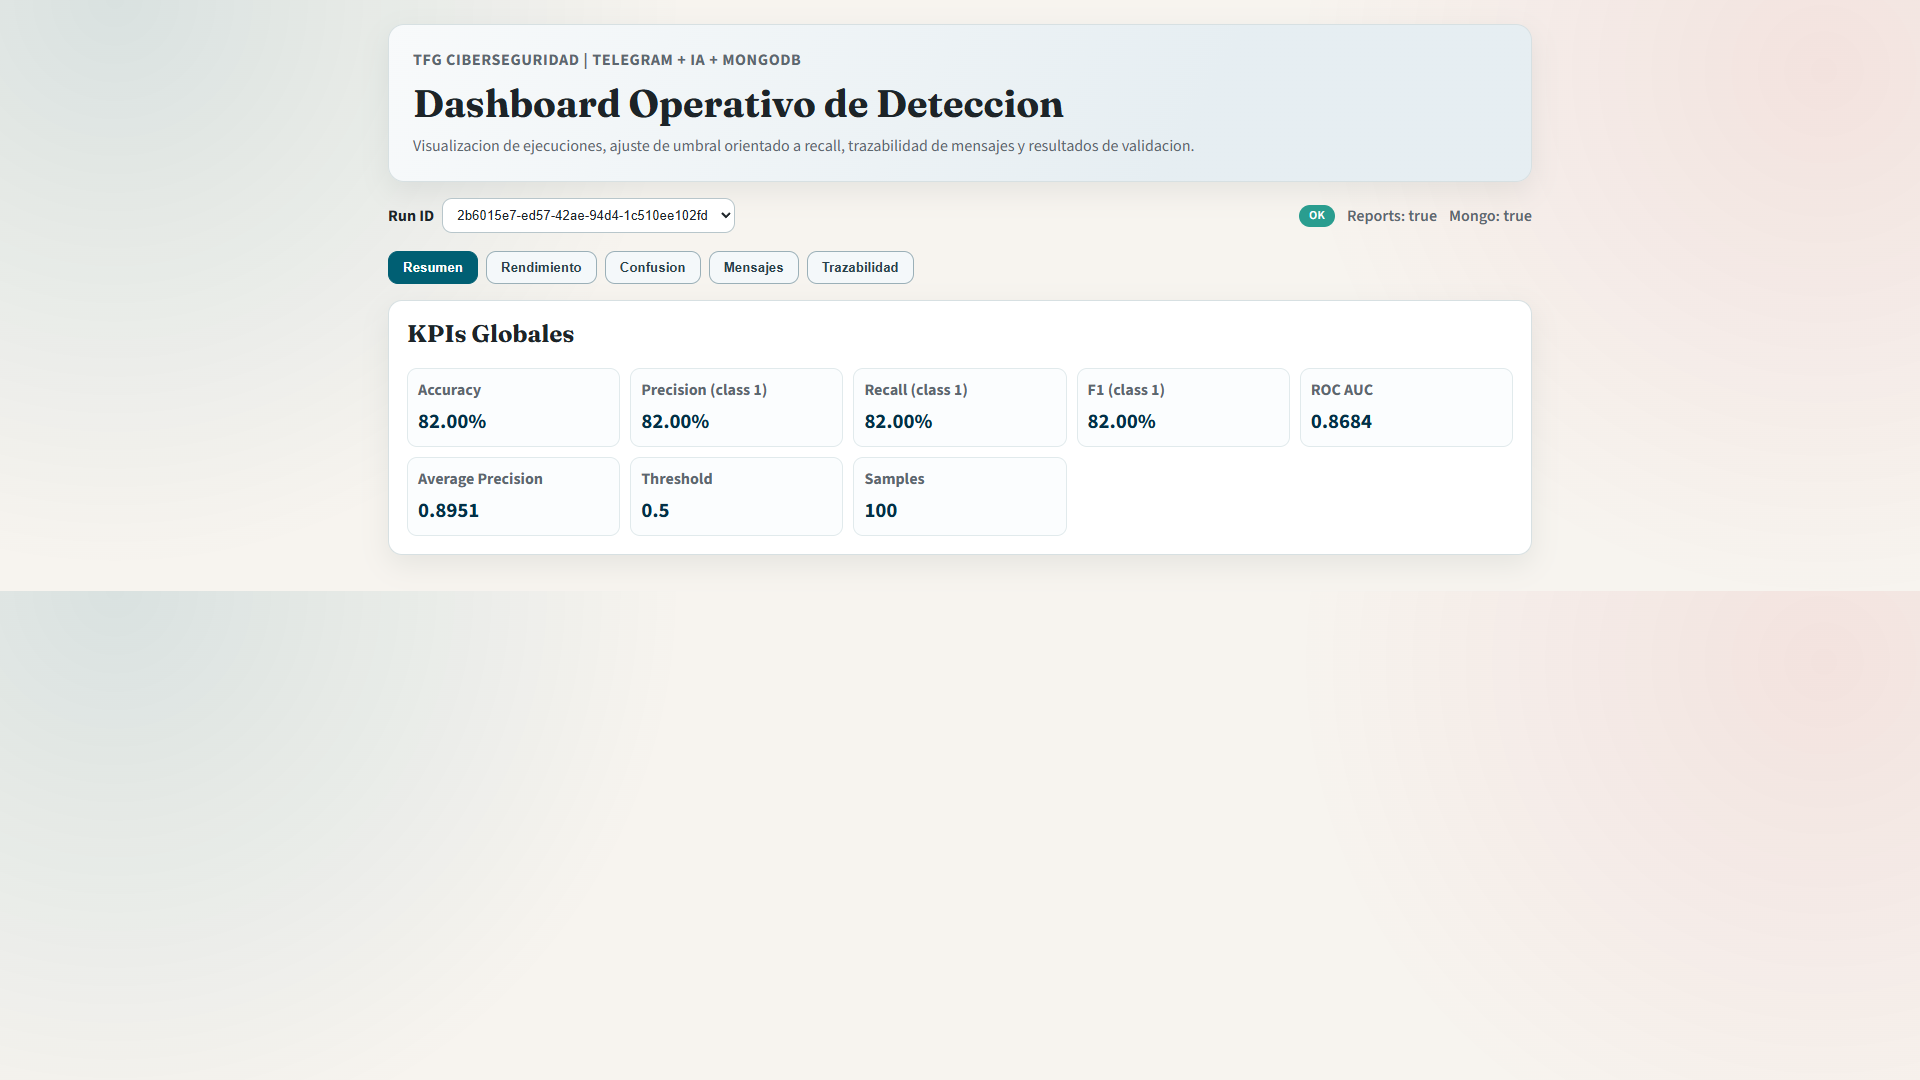 TFG CIBERSEGURIDAD | TELEGRAM + IA + MONGODB
Dashboard Operativo de Deteccion
Visualizacion de ejecuciones, ajuste de umbral orientado a recall, trazabilidad de mensajes y resultados de validacion.
Run ID 2b6015e7-ed57-42ae-94d4-1c510ee102fd OK Reports: true Mongo: true
Resumen Rendimiento Confusion Mensajes Trazabilidad
KPIs Globales
Accuracy Precision (class 1) Recall (class 1) F1 (class 1) ROC AUC
82.00% 82.00% 82.00% 82.00% 0.8684
Average Precision Threshold Samples
0.8951 0.5 100